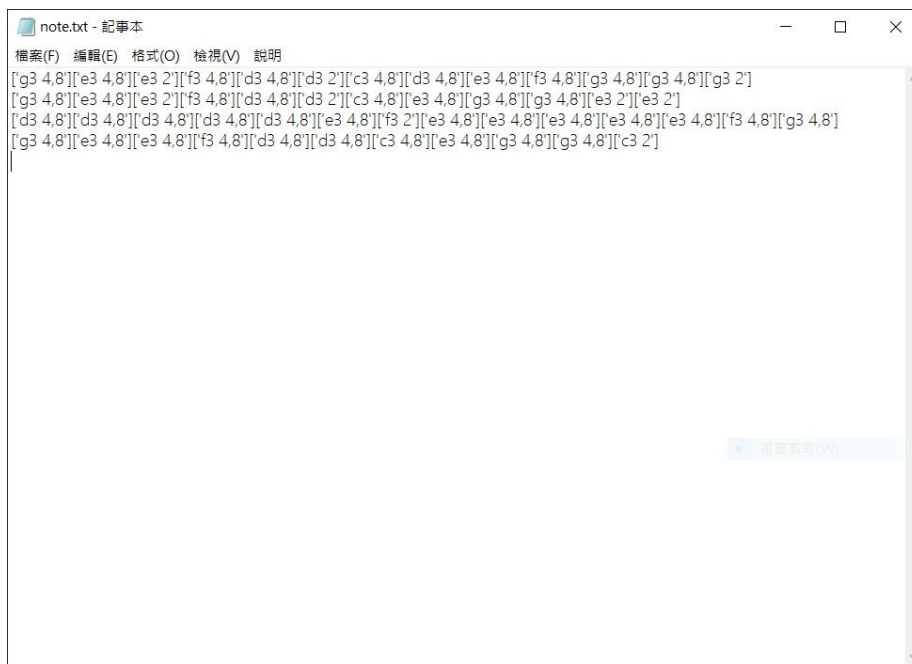 note.txt - 記事本
檔案(F) 編輯(E) 格式(O) 檢視(V) 說明
['g3 4,8']['e3 4,8']['e3 2']['f3 4,8']['d3 4,8']['d3 2']['c3 4,8']['d3 4,8']['e3 4,8']['f3 4,8']['g3 4,8']['g3 4,8']['g3 2']
['g3 4,8']['e3 4,8']['e3 2']['f3 4,8']['d3 4,8']['d3 2']['c3 4,8']['e3 4,8']['g3 4,8']['g3 4,8']['e3 2']['e3 2']
['d3 4,8']['d3 4,8']['d3 4,8']['d3 4,8']['d3 4,8']['e3 4,8']['f3 2']['e3 4,8']['e3 4,8']['e3 4,8']['e3 4,8']['e3 4,8']['f3 4,8']['g3 4,8']
['g3 4,8']['e3 4,8']['e3 4,8']['f3 4,8']['d3 4,8']['d3 4,8']['c3 4,8']['e3 4,8']['g3 4,8']['g3 4,8']['c3 2']